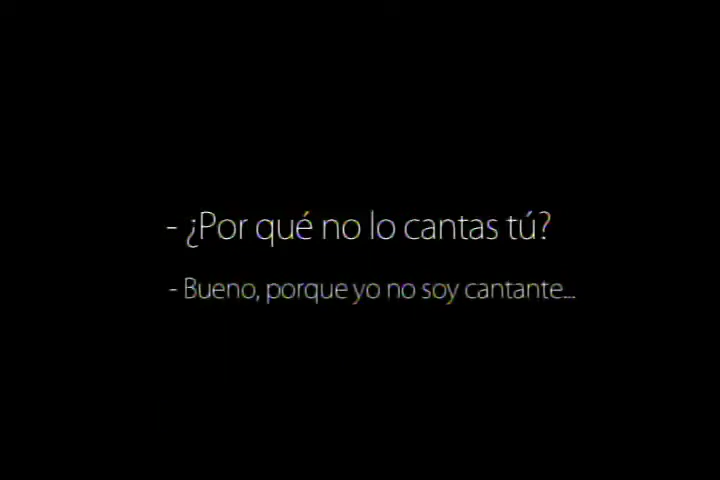 - ¿Por qué no lo cantas tú?
- Bueno, porque yo no soy cantante...